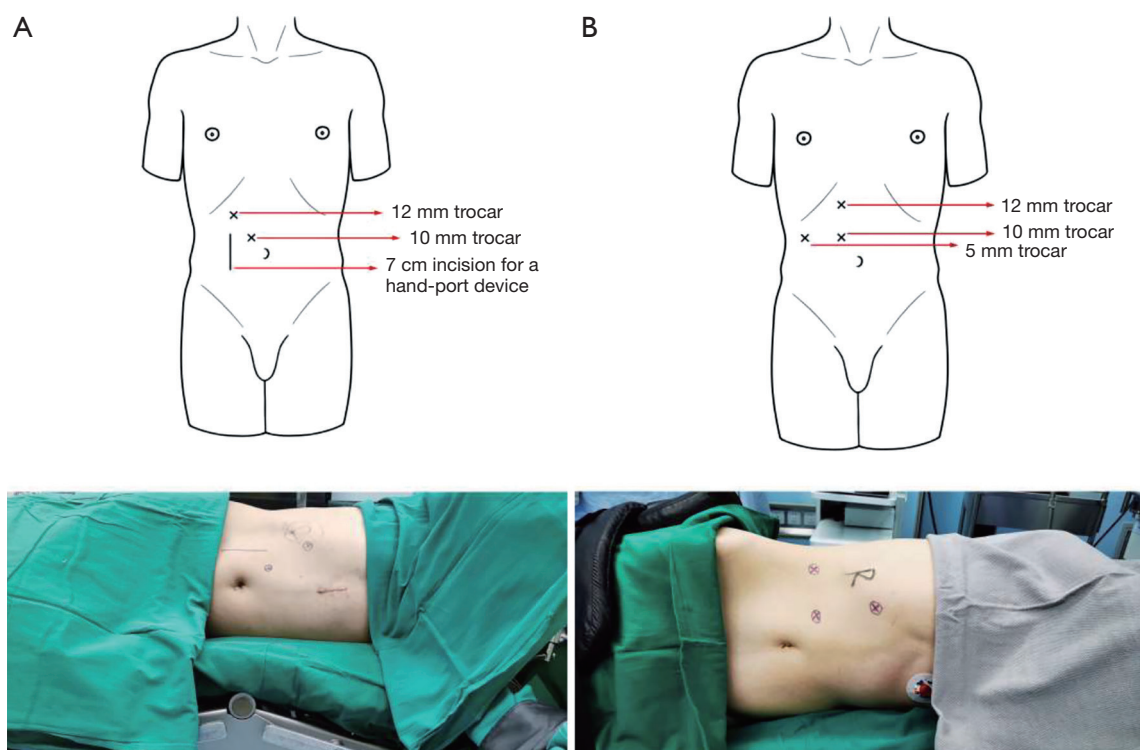 A
B
12 mm trocar
10 mm trocar
7 cm incision for a
hand-port device
12 mm trocar
10 mm trocar
5 mm trocar
R